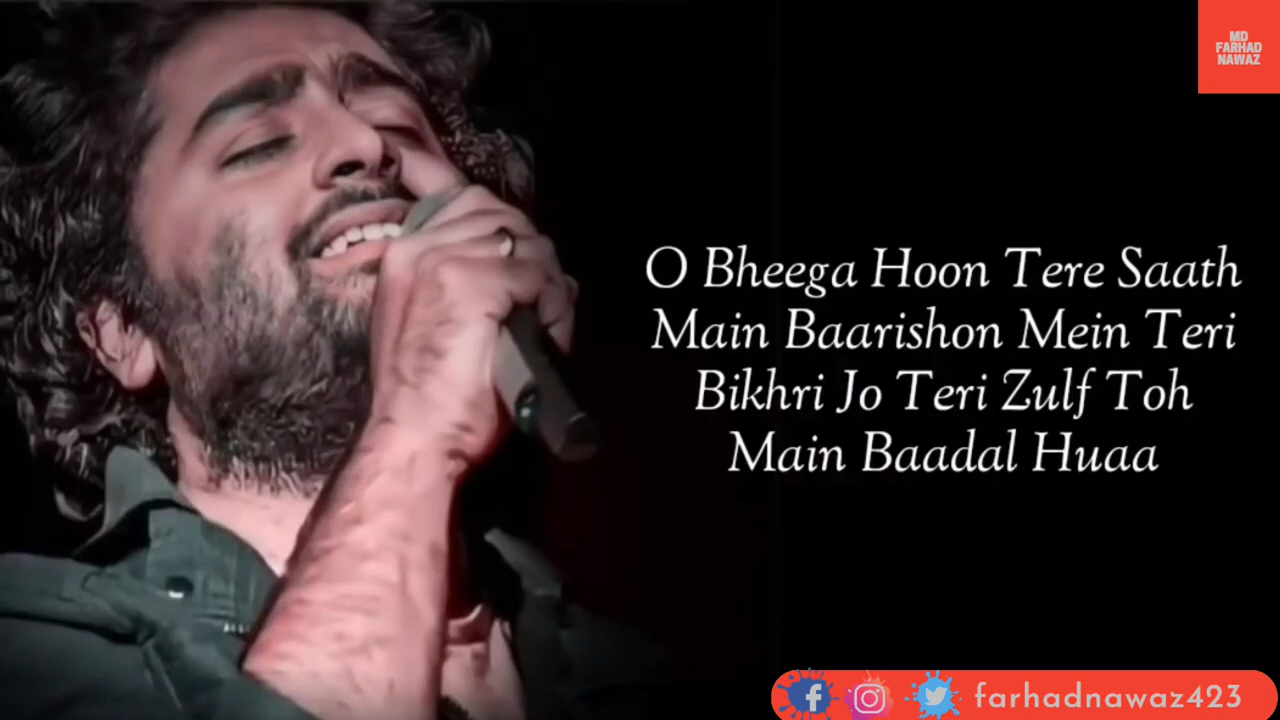 MD
FARHAD
NAWAZ
O Bheega Hoon Tere Saath
Main Baarishon Mein Teri
Bikhri Jo Teri Zulf Toh
Main Baadal Huaa
farhadnawaz423